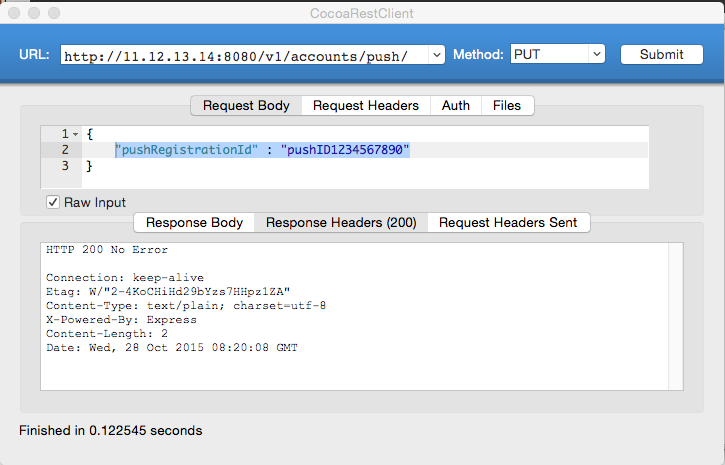 CocoaRestClient
URL: http://11.12.13.14:8080/v1/accounts/push/ Method: PUT Submit
Request Body Request Headers Auth Files
1 {
2 "pushRegistrationId" : "pushID1234567890"
3 }
Raw Input
Response Body Response Headers (200) Request Headers Sent
HTTP 200 No Error
Connection: keep-alive
Etag: W/"2-4KoCHiHd29bYzs7HHpz1ZA"
Content-Type: text/plain; charset=utf-8
X-Powered-By: Express
Content-Length: 2
Date: Wed, 28 Oct 2015 08:20:08 GMT
Finished in 0.122545 seconds